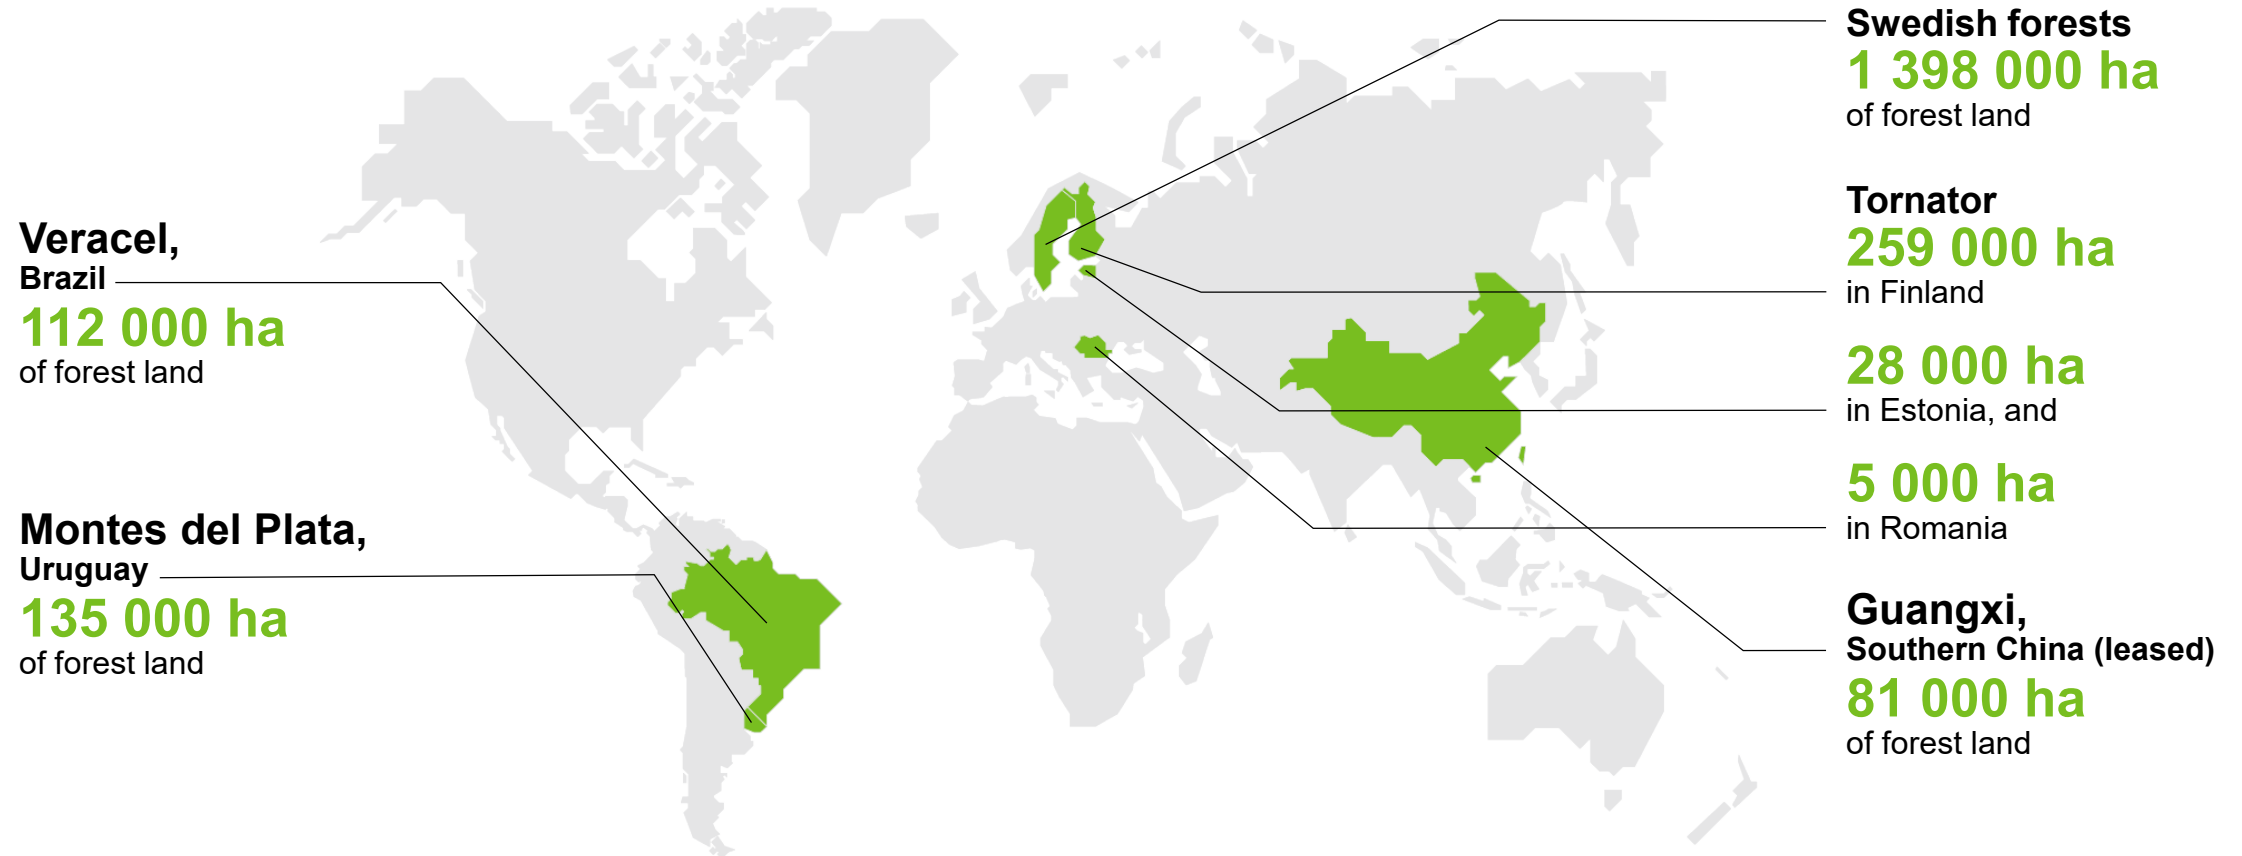 Veracel,
Brazil
112 000 ha
of forest land
Montes del Plata,
Uruguay
135 000 ha
of forest land
Swedish forests
1 398 000 ha
of forest land
Tornator
259 000 ha
in Finland
28 000 ha
in Estonia, and
5 000 ha
in Romania
Guangxi,
Southern China (leased)
81 000 ha
of forest land